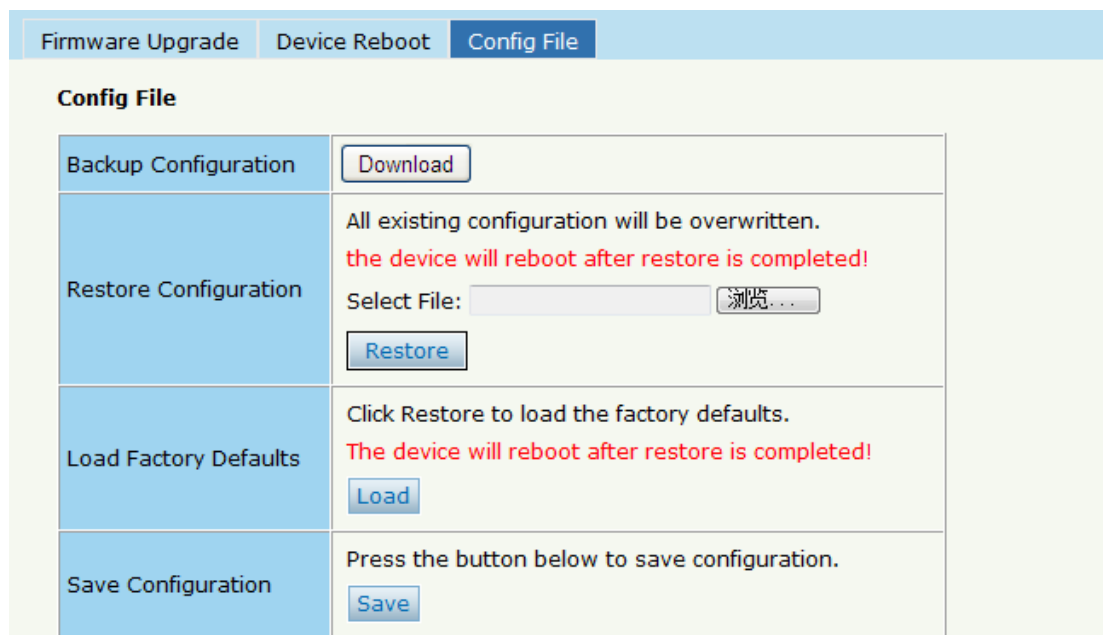 Firmware Upgrade Device Reboot Config File
Config File
Backup Configuration Download
Restore Configuration
All existing configuration will be overwritten.
the device will reboot after restore is completed!
Select File: 浏览...
Restore
Load Factory Defaults
Click Restore to load the factory defaults.
The device will reboot after restore is completed!
Load
Save Configuration
Press the button below to save configuration.
Save